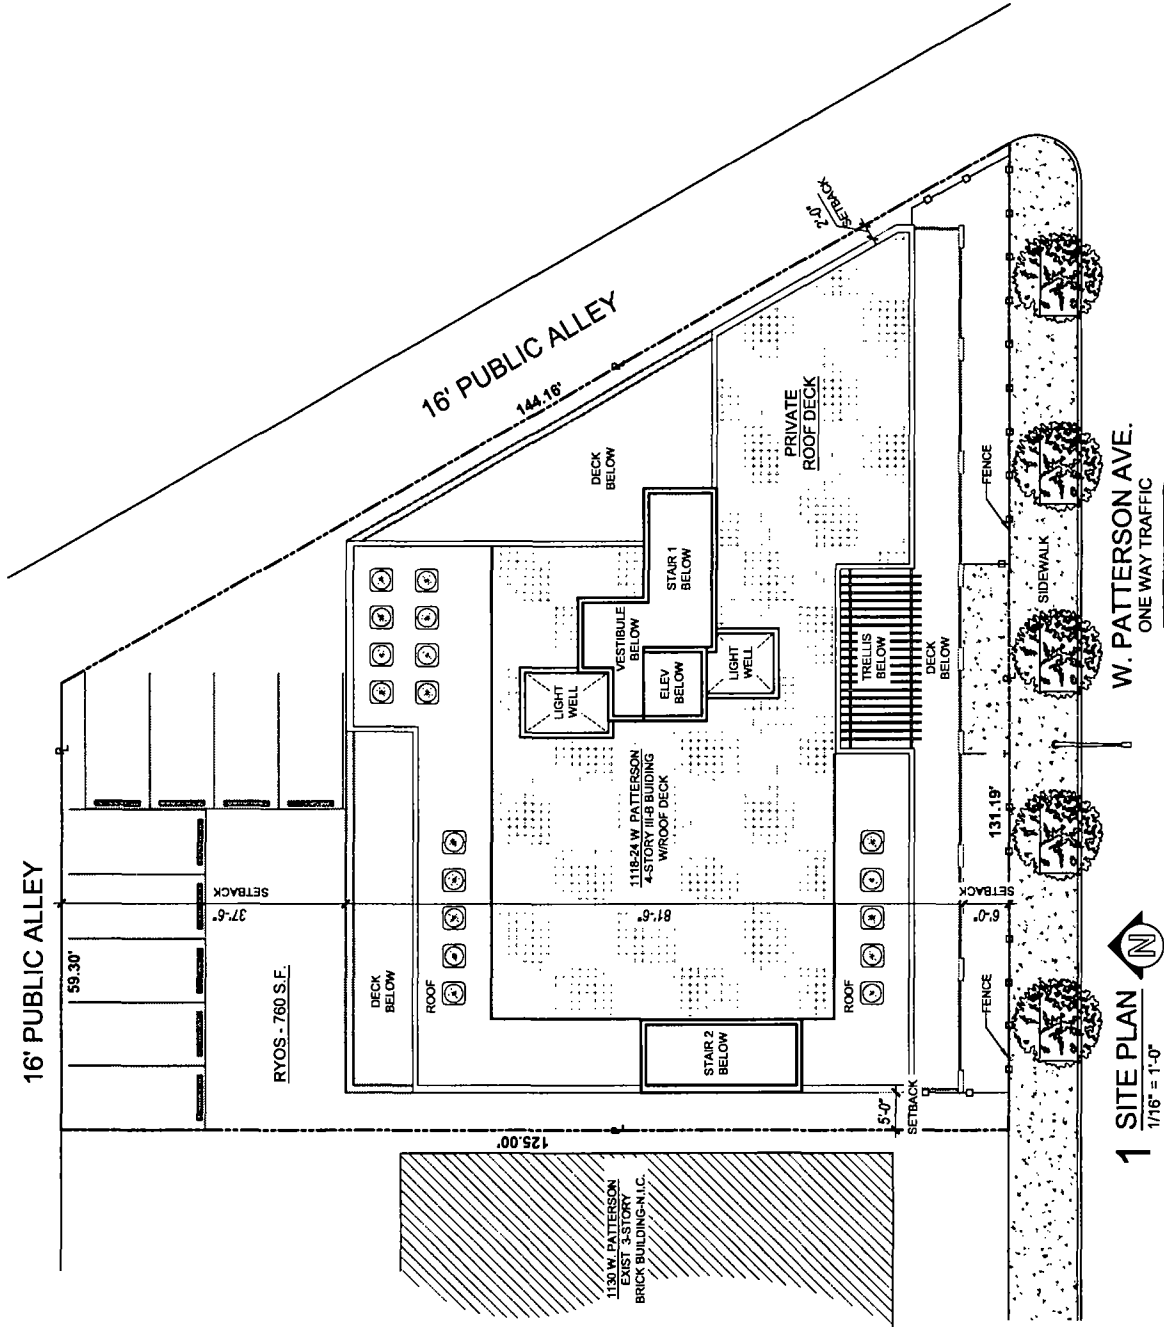 16' PUBLIC ALLEY
59.30'
16' PUBLIC ALLEY
144.16'
2'-0"
SETBACK
SETBACK
37'-6"
RYOS - 760 S.F.
DECK
BELOW
ROOF
DECK
BELOW
PRIVATE
ROOF DECK
STAIR 1
BELOW
VESTIBULE
BELOW
LIGHT
WELL
ELEV
BELOW
LIGHT
WELL
TRELLIS
BELOW
DECK
BELOW
1118-24 W. PATTERSON
4-STORY III-B BUIDING
W/ROOF DECK
81'-6"
STAIR 2
BELOW
ROOF
125.00'
5'-0"
SETBACK
SETBACK
6'-0"
131.19'
FENCE
FENCE
SIDEWALK
1130 W. PATTERSON
EXIST 3-STORY
BRICK BUILDING-N.I.C.
W. PATTERSON AVE.
ONE WAY TRAFFIC
N
1 SITE PLAN
1/16" = 1'-0"